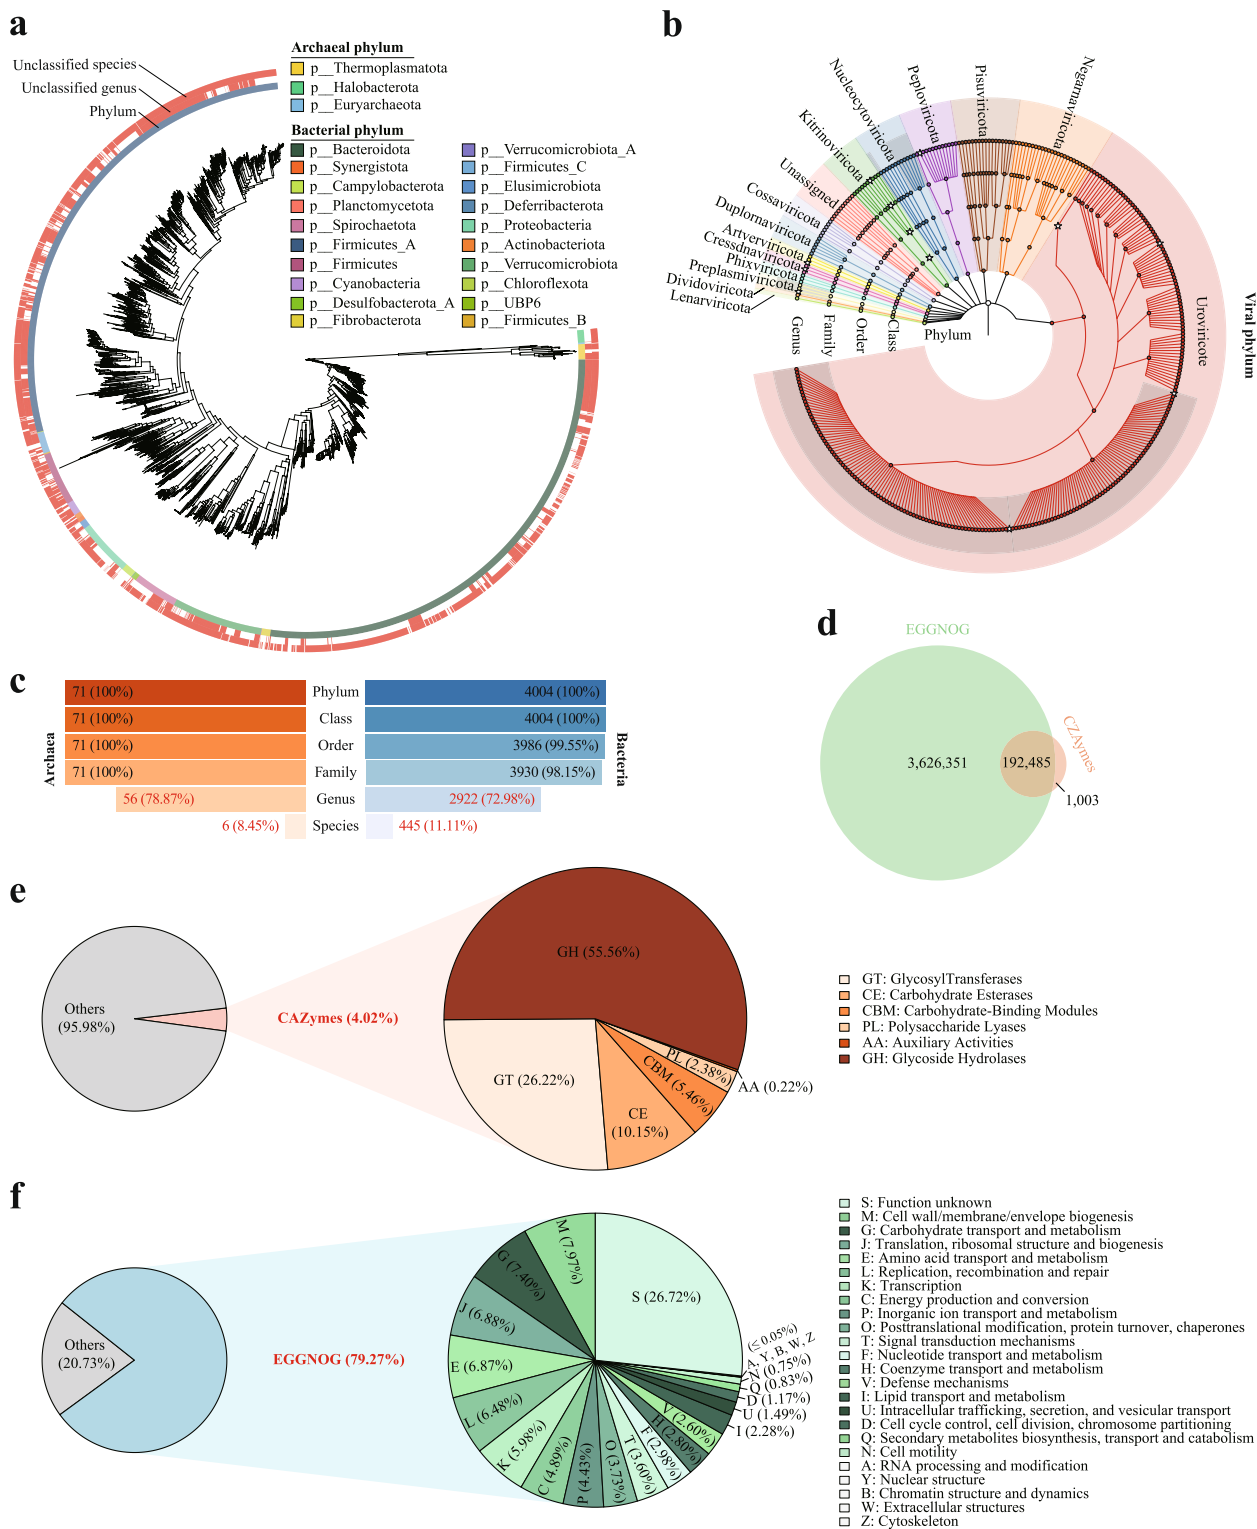 a
Unclassified species
Unclassified genus
Phylum
Archaeal phylum
p__Thermoplasmatota
p__Halobacterota
p__Euryarchaeota
Bacterial phylum
p__Bacteroidota
p__Synergistota
p__Campylobacterota
p__Planctomycetota
p__Spirochaetota
p__Firmicutes_A
p__Firmicutes
p__Cyanobacteria
p__Desulfobacterota_A
p__Fibrobacterota
p__Verrucomicrobiota_A
p__Firmicutes_C
p__Elusimicrobiota
p__Deferribacterota
p__Proteobacteria
p__Actinobacteriota
p__Verrucomicrobiota
p__Chloroflexota
p__UBP6
p__Firmicutes_B
b
Negarnaviricota
Pisuviricota
Peploviricota
Nucleocytoviricota
Kitrinoviricota
Unassigned
Cossaviricota
Duplornaviricota
Artverviricota
Cressdnaviricota
Phixviricota
Preplasmiviricota
Dividoviricota
Lenarviricota
Genus
Family
Order
Class
Phylum
Uroviricote
Viral phylum
c
Archaea
Bacteria
71 (100%) Phylum 4004 (100%)
71 (100%) Class 4004 (100%)
71 (100%) Order 3986 (99.55%)
71 (100%) Family 3930 (98.15%)
56 (78.87%) Genus 2922 (72.98%)
6 (8.45%) Species 445 (11.11%)
d
EGGNOG
CZAymes
3,626,351
192,485
1,003
e
Others
(95.98%)
CAZymes (4.02%)
GH (55.56%)
GT (26.22%)
CE
(10.15%)
CBM (5.46%)
PL (2.38%)
AA (0.22%)
GT: GlycosylTransferases
CE: Carbohydrate Esterases
CBM: Carbohydrate-Binding Modules
PL: Polysaccharide Lyases
AA: Auxiliary Activities
GH: Glycoside Hydrolases
f
Others
(20.73%)
EGGNOG (79.27%)
S (26.72%)
M (7.97%)
G (7.40%)
J (6.88%)
E (6.87%)
L (6.48%)
K (5.98%)
C (4.89%)
P (4.43%)
O (3.73%)
T (3.60%)
F (2.98%)
H (2.80%)
V (2.60%)
I (2.28%)
U (1.49%)
D (1.17%)
Q (0.83%)
N (0.75%)
A, Y, B, W, Z
(≤ 0.05%)
S: Function unknown
M: Cell wall/membrane/envelope biogenesis
G: Carbohydrate transport and metabolism
J: Translation, ribosomal structure and biogenesis
E: Amino acid transport and metabolism
L: Replication, recombination and repair
K: Transcription
C: Energy production and conversion
P: Inorganic ion transport and metabolism
O: Posttranslational modification, protein turnover, chaperones
T: Signal transduction mechanisms
F: Nucleotide transport and metabolism
H: Coenzyme transport and metabolism
V: Defense mechanisms
I: Lipid transport and metabolism
U: Intracellular trafficking, secretion, and vesicular transport
D: Cell cycle control, cell division, chromosome partitioning
Q: Secondary metabolites biosynthesis, transport and catabolism
N: Cell motility
A: RNA processing and modification
Y: Nuclear structure
B: Chromatin structure and dynamics
W: Extracellular structures
Z: Cytoskeleton